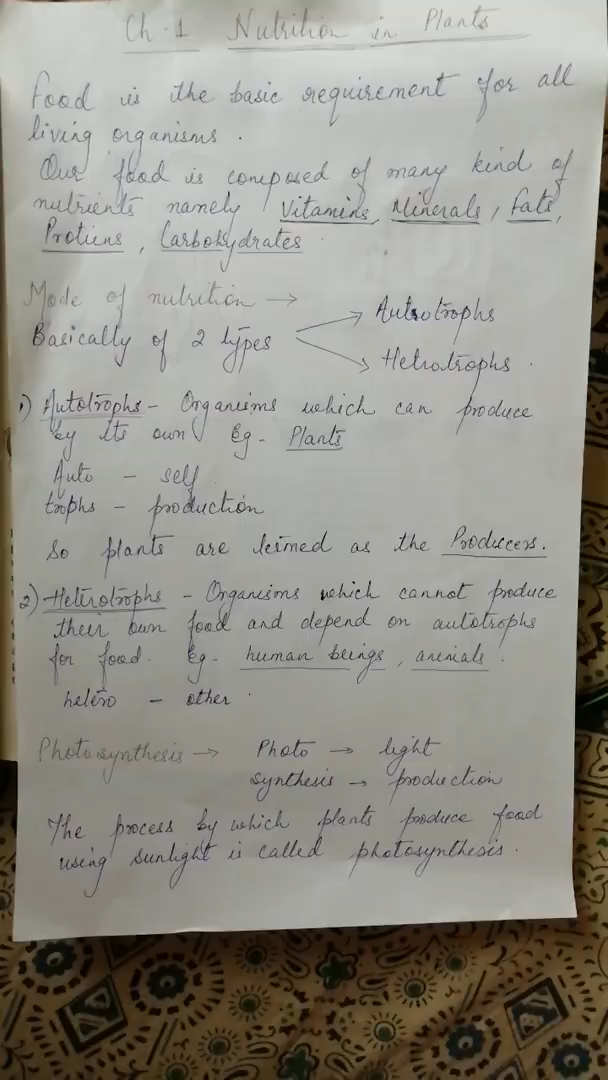 Ch-1 Nutrition in Plants
Food is the basic requirement for all
living organisms.
Our food is composed of many kind of
nutrients namely Vitamins, Minerals, Fats,
Protiens, Carbohydrates.
Mode of nutrition →
Basically of 2 types
Autotrophs
Hetrotrophs.
1) Autotrophs - Organisms which can produce
by its own Eg - Plants
Auto - self
trophs - production
So plants are termed as the Producers.
2) Heterotrophs - Organisms which cannot produce
their own food and depend on autotrophs
for food. Eg - human beings, animals.
hetero - other.
Photosynthesis → Photo → light
synthesis → production
The process by which plants produce food
using sunlight is called photosynthesis.